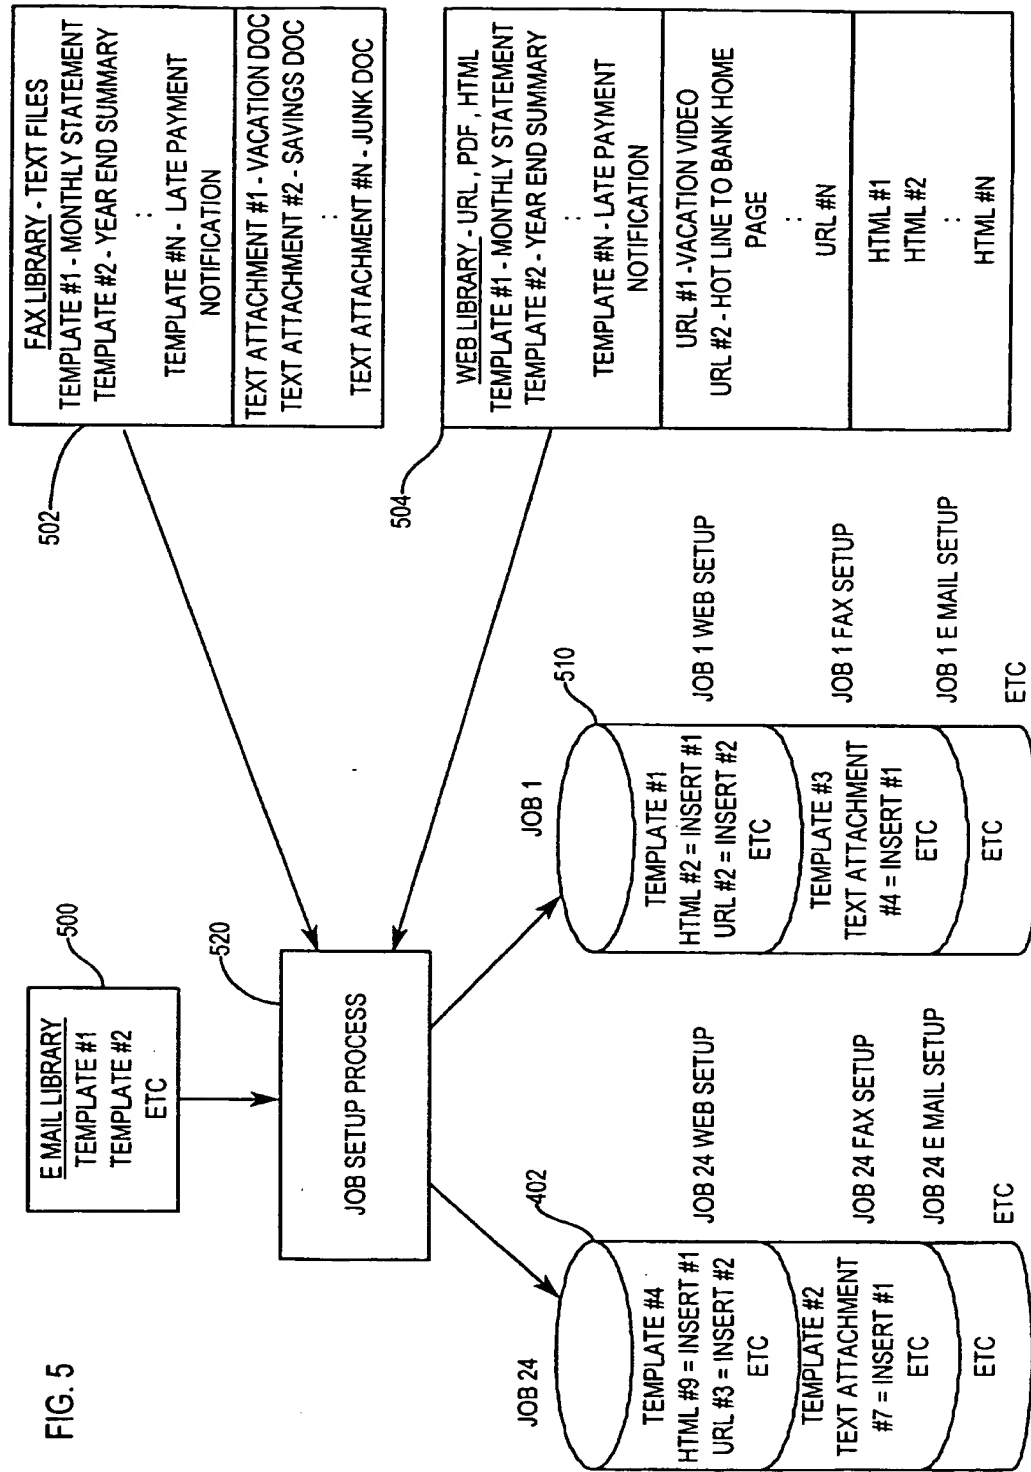 FIG. 5
E MAIL LIBRARY
TEMPLATE #1
TEMPLATE #2
ETC
500
520
JOB SETUP PROCESS
502
FAX LIBRARY - TEXT FILES
TEMPLATE #1 - MONTHLY STATEMENT
TEMPLATE #2 - YEAR END SUMMARY
:
TEMPLATE #N - LATE PAYMENT
NOTIFICATION
TEXT ATTACHMENT #1 - VACATION DOC
TEXT ATTACHMENT #2 - SAVINGS DOC
:
TEXT ATTACHMENT #N - JUNK DOC
504
WEB LIBRARY - URL, PDF, HTML
TEMPLATE #1 - MONTHLY STATEMENT
TEMPLATE #2 - YEAR END SUMMARY
:
TEMPLATE #N - LATE PAYMENT
NOTIFICATION
URL #1 -VACATION VIDEO
URL #2 - HOT LINE TO BANK HOME
PAGE
:
URL #N
HTML #1
HTML #2
:
HTML #N
JOB 24
402
TEMPLATE #4
HTML #9 = INSERT #1
URL #3 = INSERT #2
ETC
JOB 24 WEB SETUP
TEMPLATE #2
TEXT ATTACHMENT
#7 = INSERT #1
ETC
JOB 24 FAX SETUP
JOB 24 E MAIL SETUP
ETC
ETC
JOB 1
510
TEMPLATE #1
HTML #2 = INSERT #1
URL #2 = INSERT #2
ETC
JOB 1 WEB SETUP
TEMPLATE #3
TEXT ATTACHMENT
#4 = INSERT #1
ETC
JOB 1 FAX SETUP
JOB 1 E MAIL SETUP
ETC
ETC